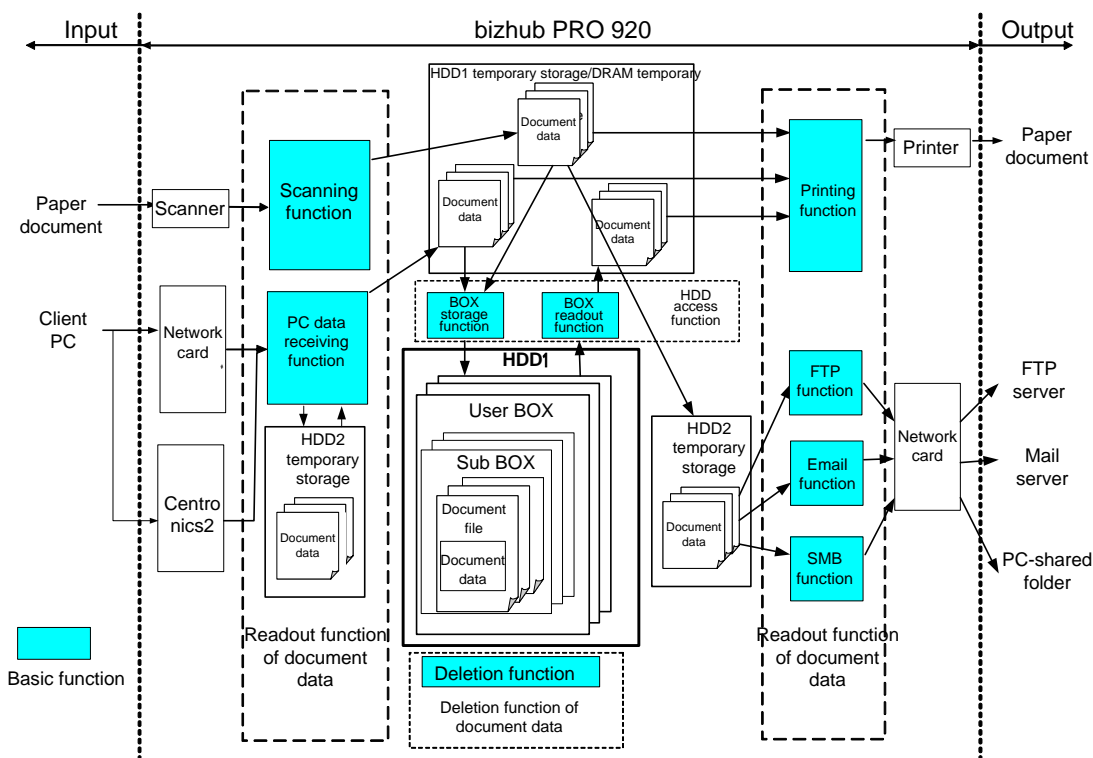 Input
bizhub PRO 920
Output
HDD1 temporary storage/DRAM temporary
Document
data
Document
data
Document
data
Scanning
function
Printing
function
Printer
Paper
document
Paper
document
Scanner
BOX
storage
function
BOX
readout
function
HDD
access
function
Client
PC
Network
card
PC data
receiving
function
HDD1
User BOX
Sub BOX
Document
file
Document
data
HDD2
temporary
storage
Document
data
Centro
nics2
HDD2
temporary
storage
Document
data
FTP
function
Email
function
SMB
function
Network
card
FTP
server
Mail
server
PC-shared
folder
Basic function
Readout function
of document
data
Deletion function
Deletion function of
document data
Readout function
of document
data